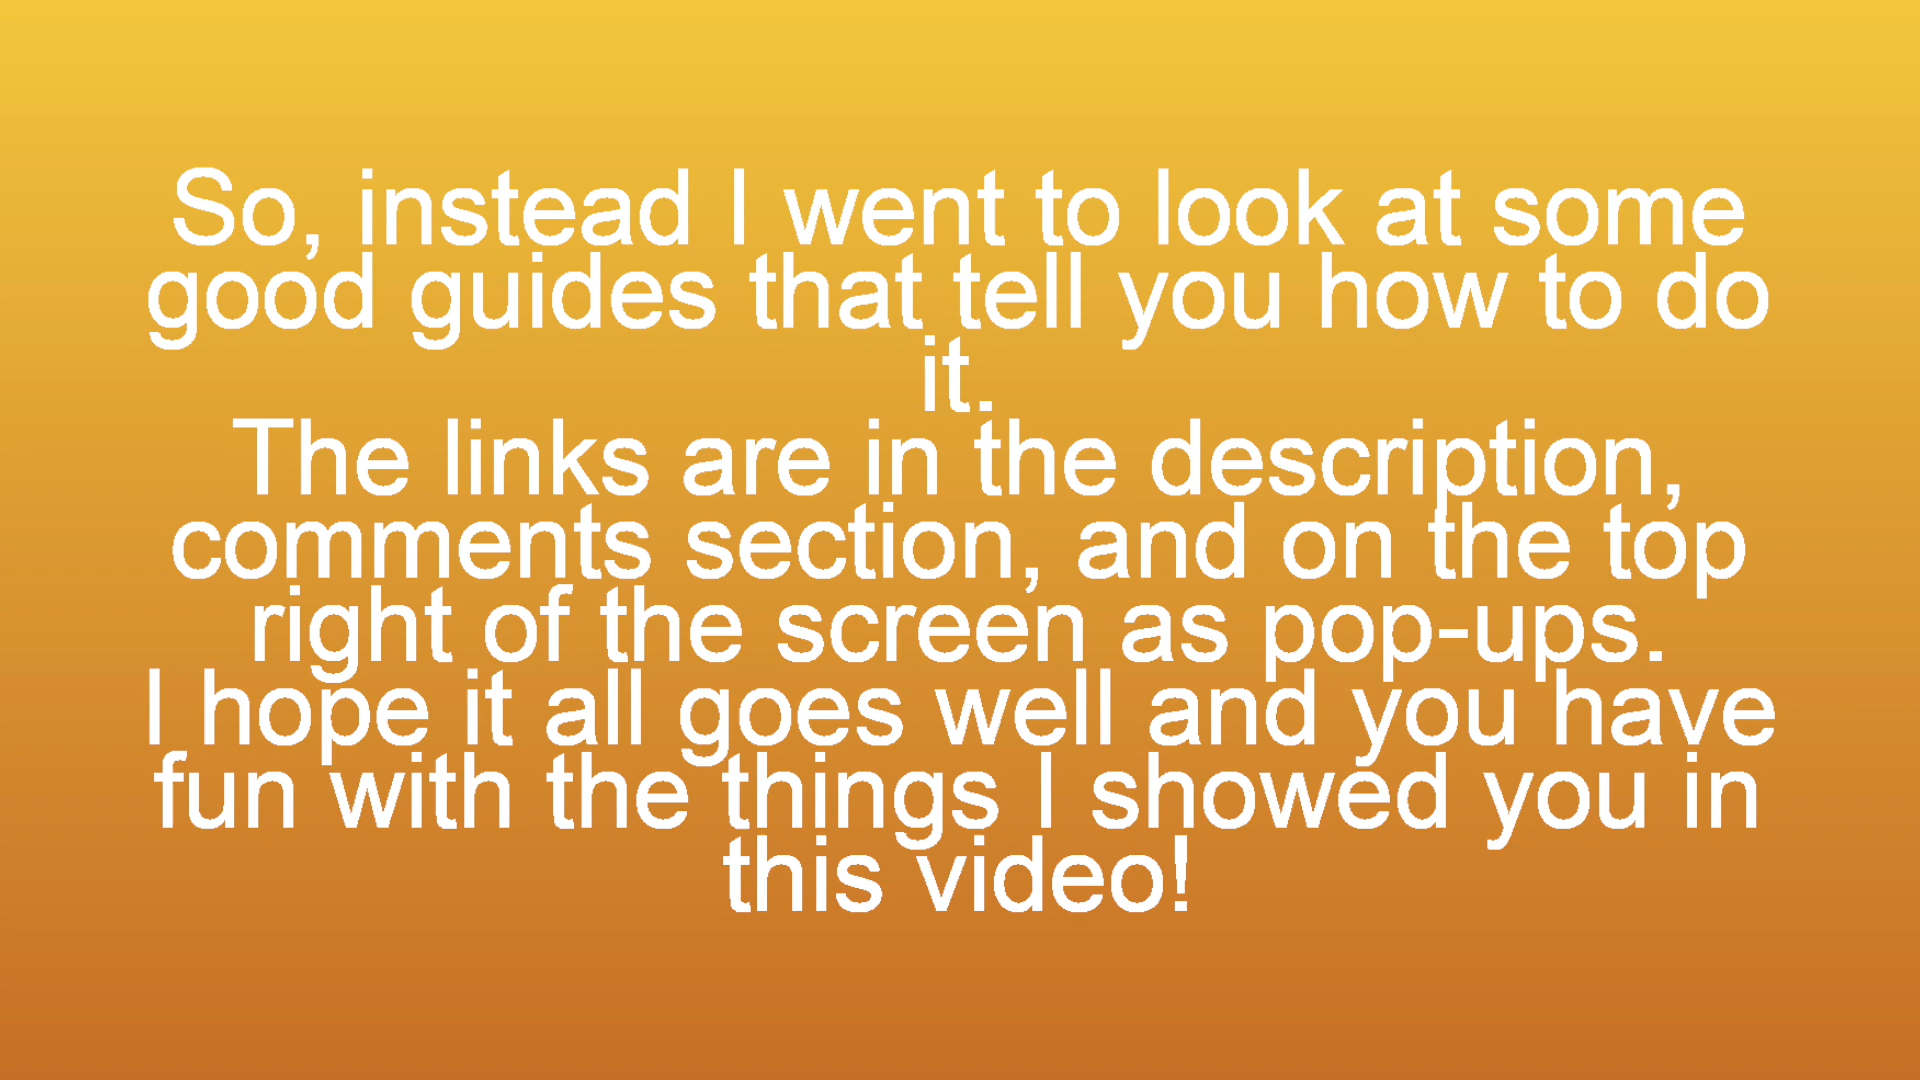 So, instead I went to look at some
good guides that tell you how to do
it.
The links are in the description,
comments section, and on the top
right of the screen as pop-ups.
I hope it all goes well and you have
fun with the things I showed you in
this video!